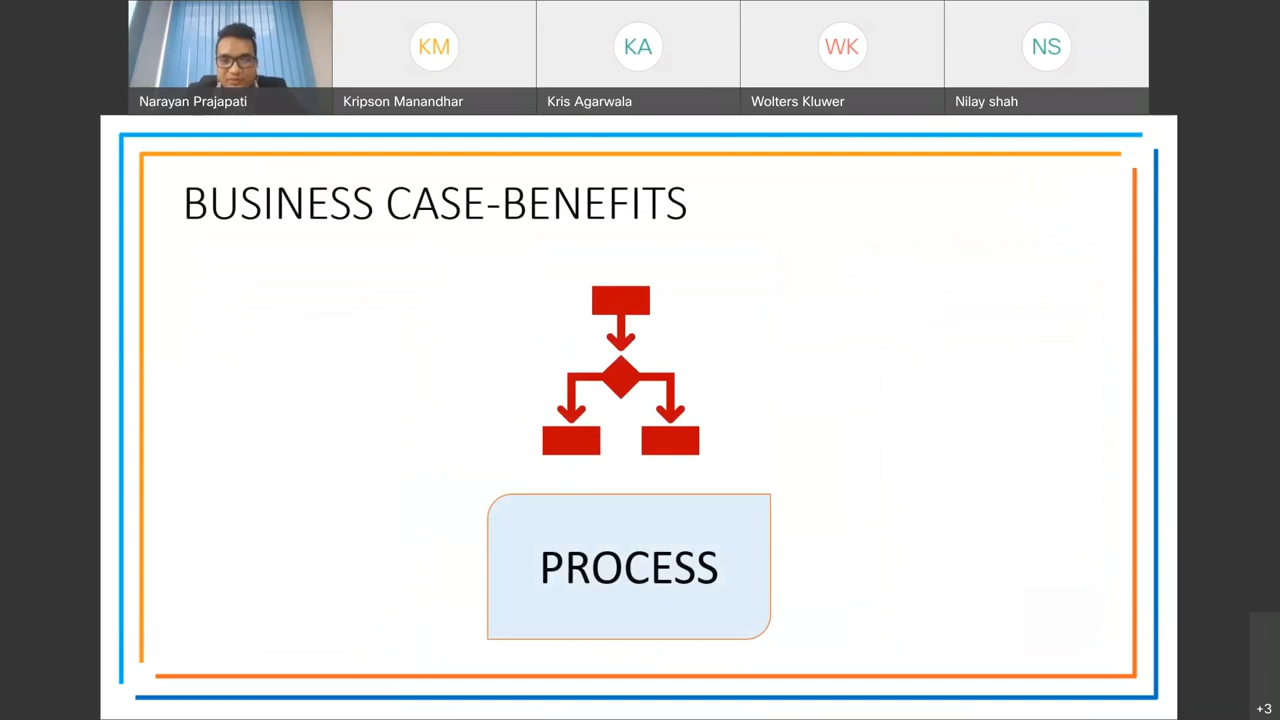 KM
KA
WK
NS
Narayan Prajapati
Kripson Manandhar
Kris Agarwala
Wolters Kluwer
Nilay shah
BUSINESS CASE-BENEFITS
PROCESS
+3